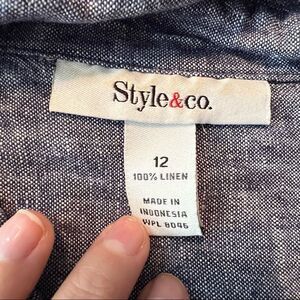 Style&co.
12
100% LINEN
MADE IN
INDONESIA
WPL 8046